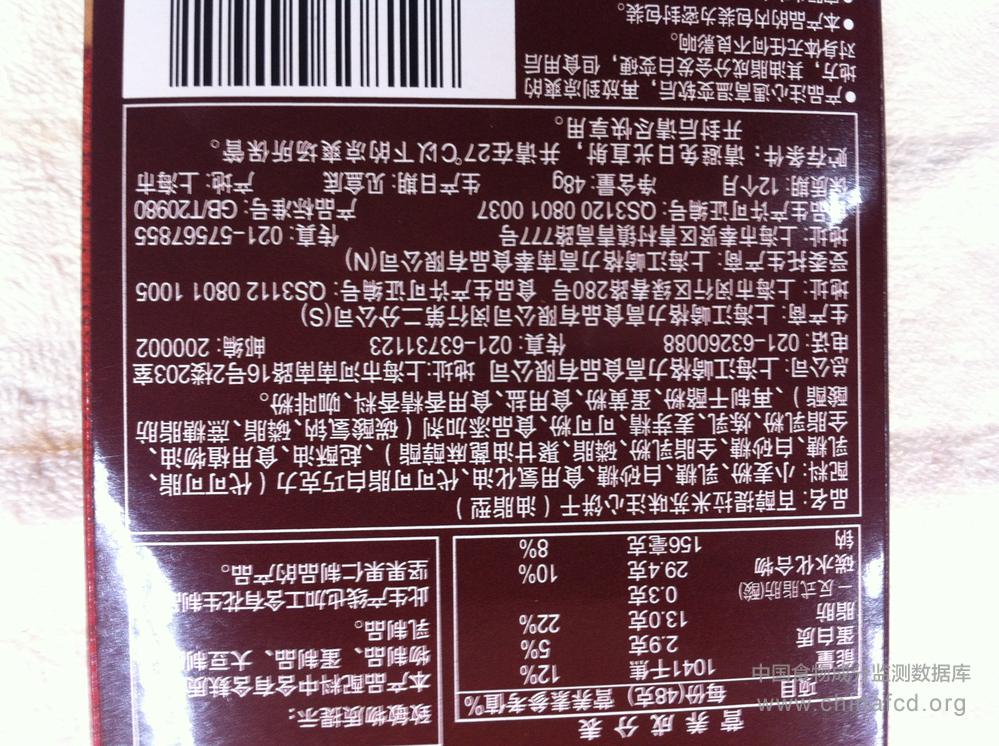 营养成分表
项目 每份(48克) 营养素参考值%
能量 1041千焦 12%
蛋白质 2.9克 5%
脂肪 13.0克 22%
—反式脂肪(酸) 0.3克
碳水化合物 29.4克 10%
钠 156毫克 8%
致敏物质提示:
本产品配料中含有含麸质
物制品、蛋制品、大豆制
乳制品。
此生产线也加工含有花生制
坚果果仁制品的产品。
品名: 百醇提拉米苏味注心饼干(油脂型)
配料: 小麦粉、乳糖、白砂糖、食用氢化油、代可可脂白巧克力(代可可脂、
乳糖、白砂糖、全脂乳粉、磷脂、聚甘油蓖麻醇酯)、起酥油、食用植物油、
全脂乳粉、炼乳、麦芽糖、可可粉、食品添加剂(碳酸氢钠、磷脂、蔗糖脂肪
酸酯)、再制干酪粉、蛋黄粉、食用盐、食用香精香料、咖啡粉。
总公司: 上海江崎格力高食品有限公司 地址:上海市河南南路16号2楼203室
电话: 021-63260088 传真: 021-63731123 邮编: 200002
生产商: 上海江崎格力高食品有限公司闵行第二分公司(S)
地址: 上海市闵行区绿春路280号 食品生产许可证编号: QS3112 0801 1005
受委托生产商: 上海江崎格力高南奉食品有限公司(N)
地址: 上海市奉贤区青村镇青高路777号 传真: 021-57567855
品生产许可证编号: QS3120 0801 0037 产品标准号: GB/T20980
保质期: 12个月 净含量: 48g 生产日期: 见盒底 产地: 上海市
贮存条件: 请避免日光直射, 并请在27℃以下的凉爽场所保管。
开封后请尽快享用。
●产品注心遇高温变软后, 再放到凉爽的
地方, 其油脂成分会发白变硬, 但食用后
对身体无任何不良影响。
●本产品的内包装为密封包装。
中国食物成分监测数据库
www.chinafcd.org